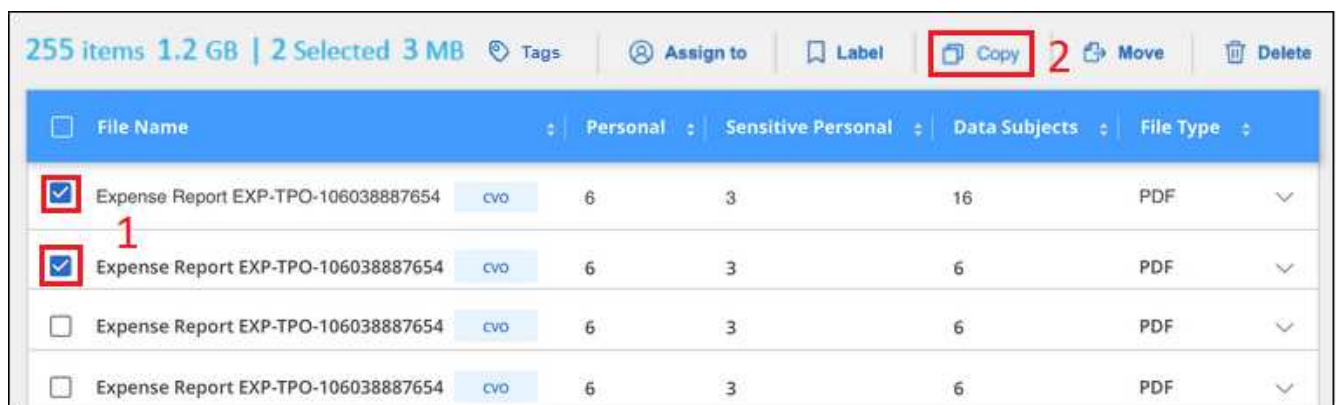 255 items 1.2 GB | 2 Selected 3 MB Tags Assign to Label Copy 2 Move Delete
File Name Personal Sensitive Personal Data Subjects File Type
Expense Report EXP-TPO-106038887654 CVO 6 3 16 PDF
1
Expense Report EXP-TPO-106038887654 CVO 6 3 6 PDF
Expense Report EXP-TPO-106038887654 CVO 6 3 6 PDF
Expense Report EXP-TPO-106038887654 CVO 6 3 6 PDF